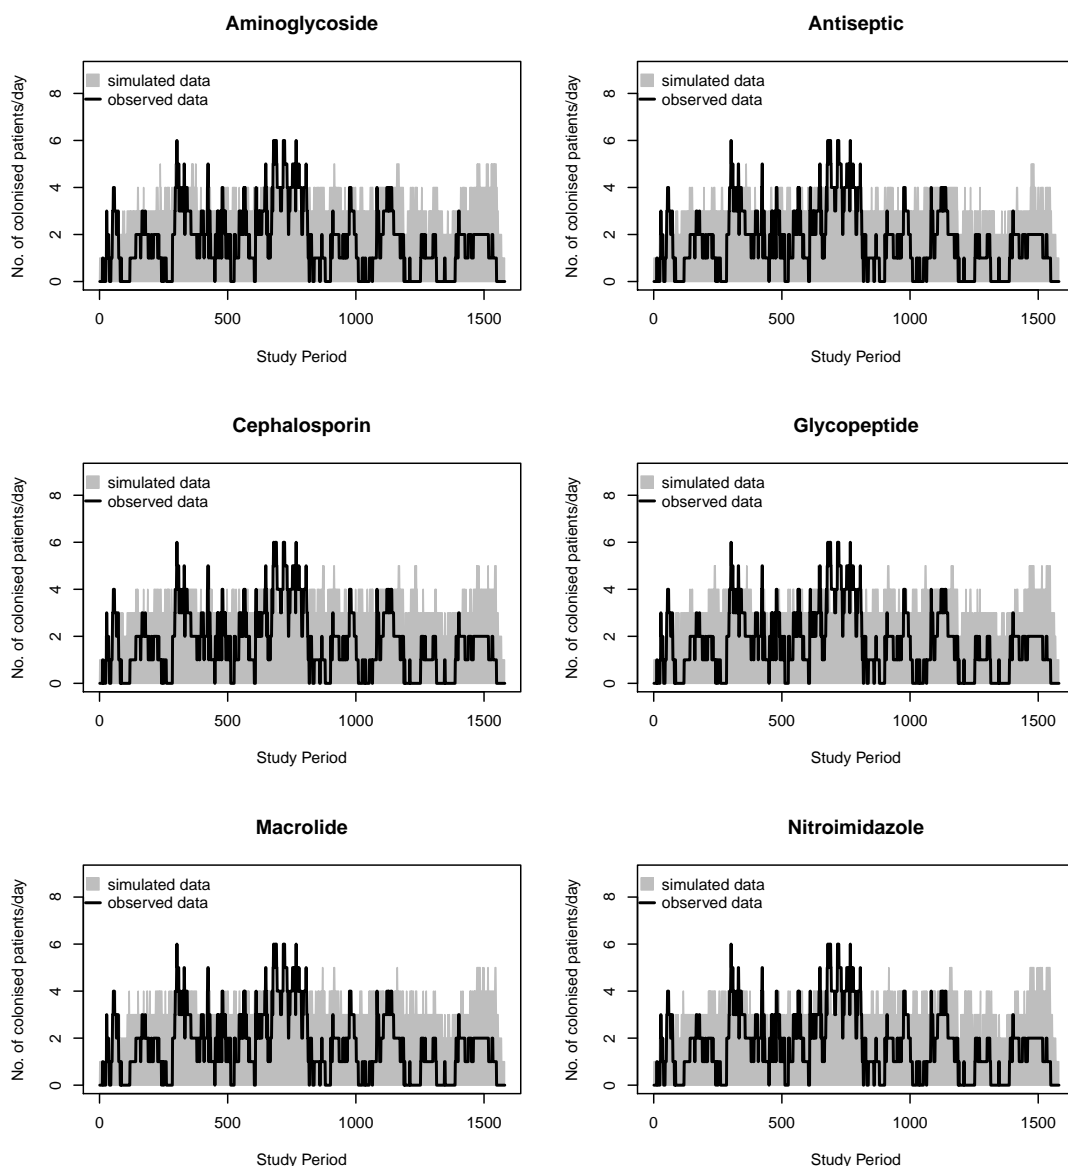 Aminoglycoside
No. of colonised patients/day
8
6
4
2
0
simulated data
observed data
0 500 1000 1500
Study Period
Antiseptic
No. of colonised patients/day
8
6
4
2
0
simulated data
observed data
0 500 1000 1500
Study Period
Cephalosporin
No. of colonised patients/day
8
6
4
2
0
simulated data
observed data
0 500 1000 1500
Study Period
Glycopeptide
No. of colonised patients/day
8
6
4
2
0
simulated data
observed data
0 500 1000 1500
Study Period
Macrolide
No. of colonised patients/day
8
6
4
2
0
simulated data
observed data
0 500 1000 1500
Study Period
Nitroimidazole
No. of colonised patients/day
8
6
4
2
0
simulated data
observed data
0 500 1000 1500
Study Period